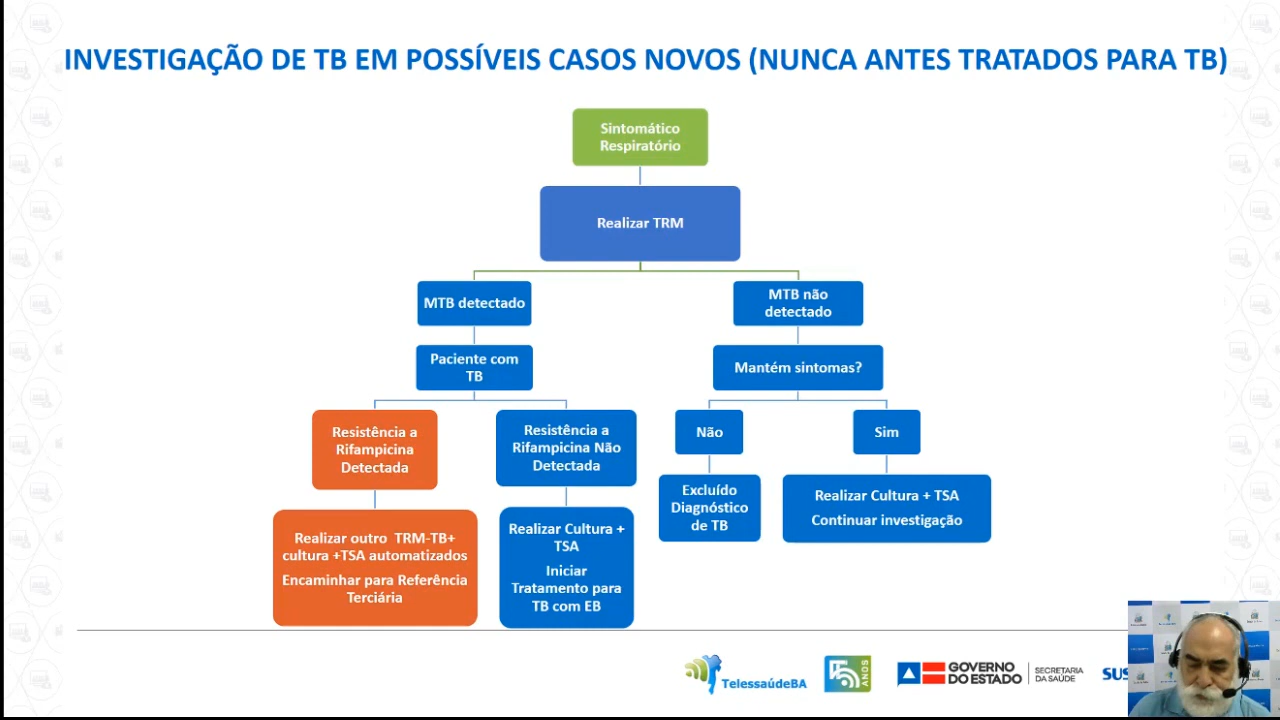 INVESTIGAÇÃO DE TB EM POSSÍVEIS CASOS NOVOS (NUNCA ANTES TRATADOS PARA TB)
Sintomático
Respiratório
Realizar TRM
MTB detectado
MTB não
detectado
Paciente com
TB
Mantém sintomas?
Resistência a
Rifampicina
Detectada
Resistência a
Rifampicina Não
Detectada
Não
Sim
Realizar outro TRM-TB+
cultura +TSA automatizados
Encaminhar para Referência
Terciária
Realizar Cultura +
TSA
Iniciar
Tratamento para
TB com EB
Excluído
Diagnóstico
de TB
Realizar Cultura + TSA
Continuar investigação
TelessaúdeBA
15
ANOS
GOVERNO
DO ESTADO
SECRETARIA
DA SAÚDE
SUS